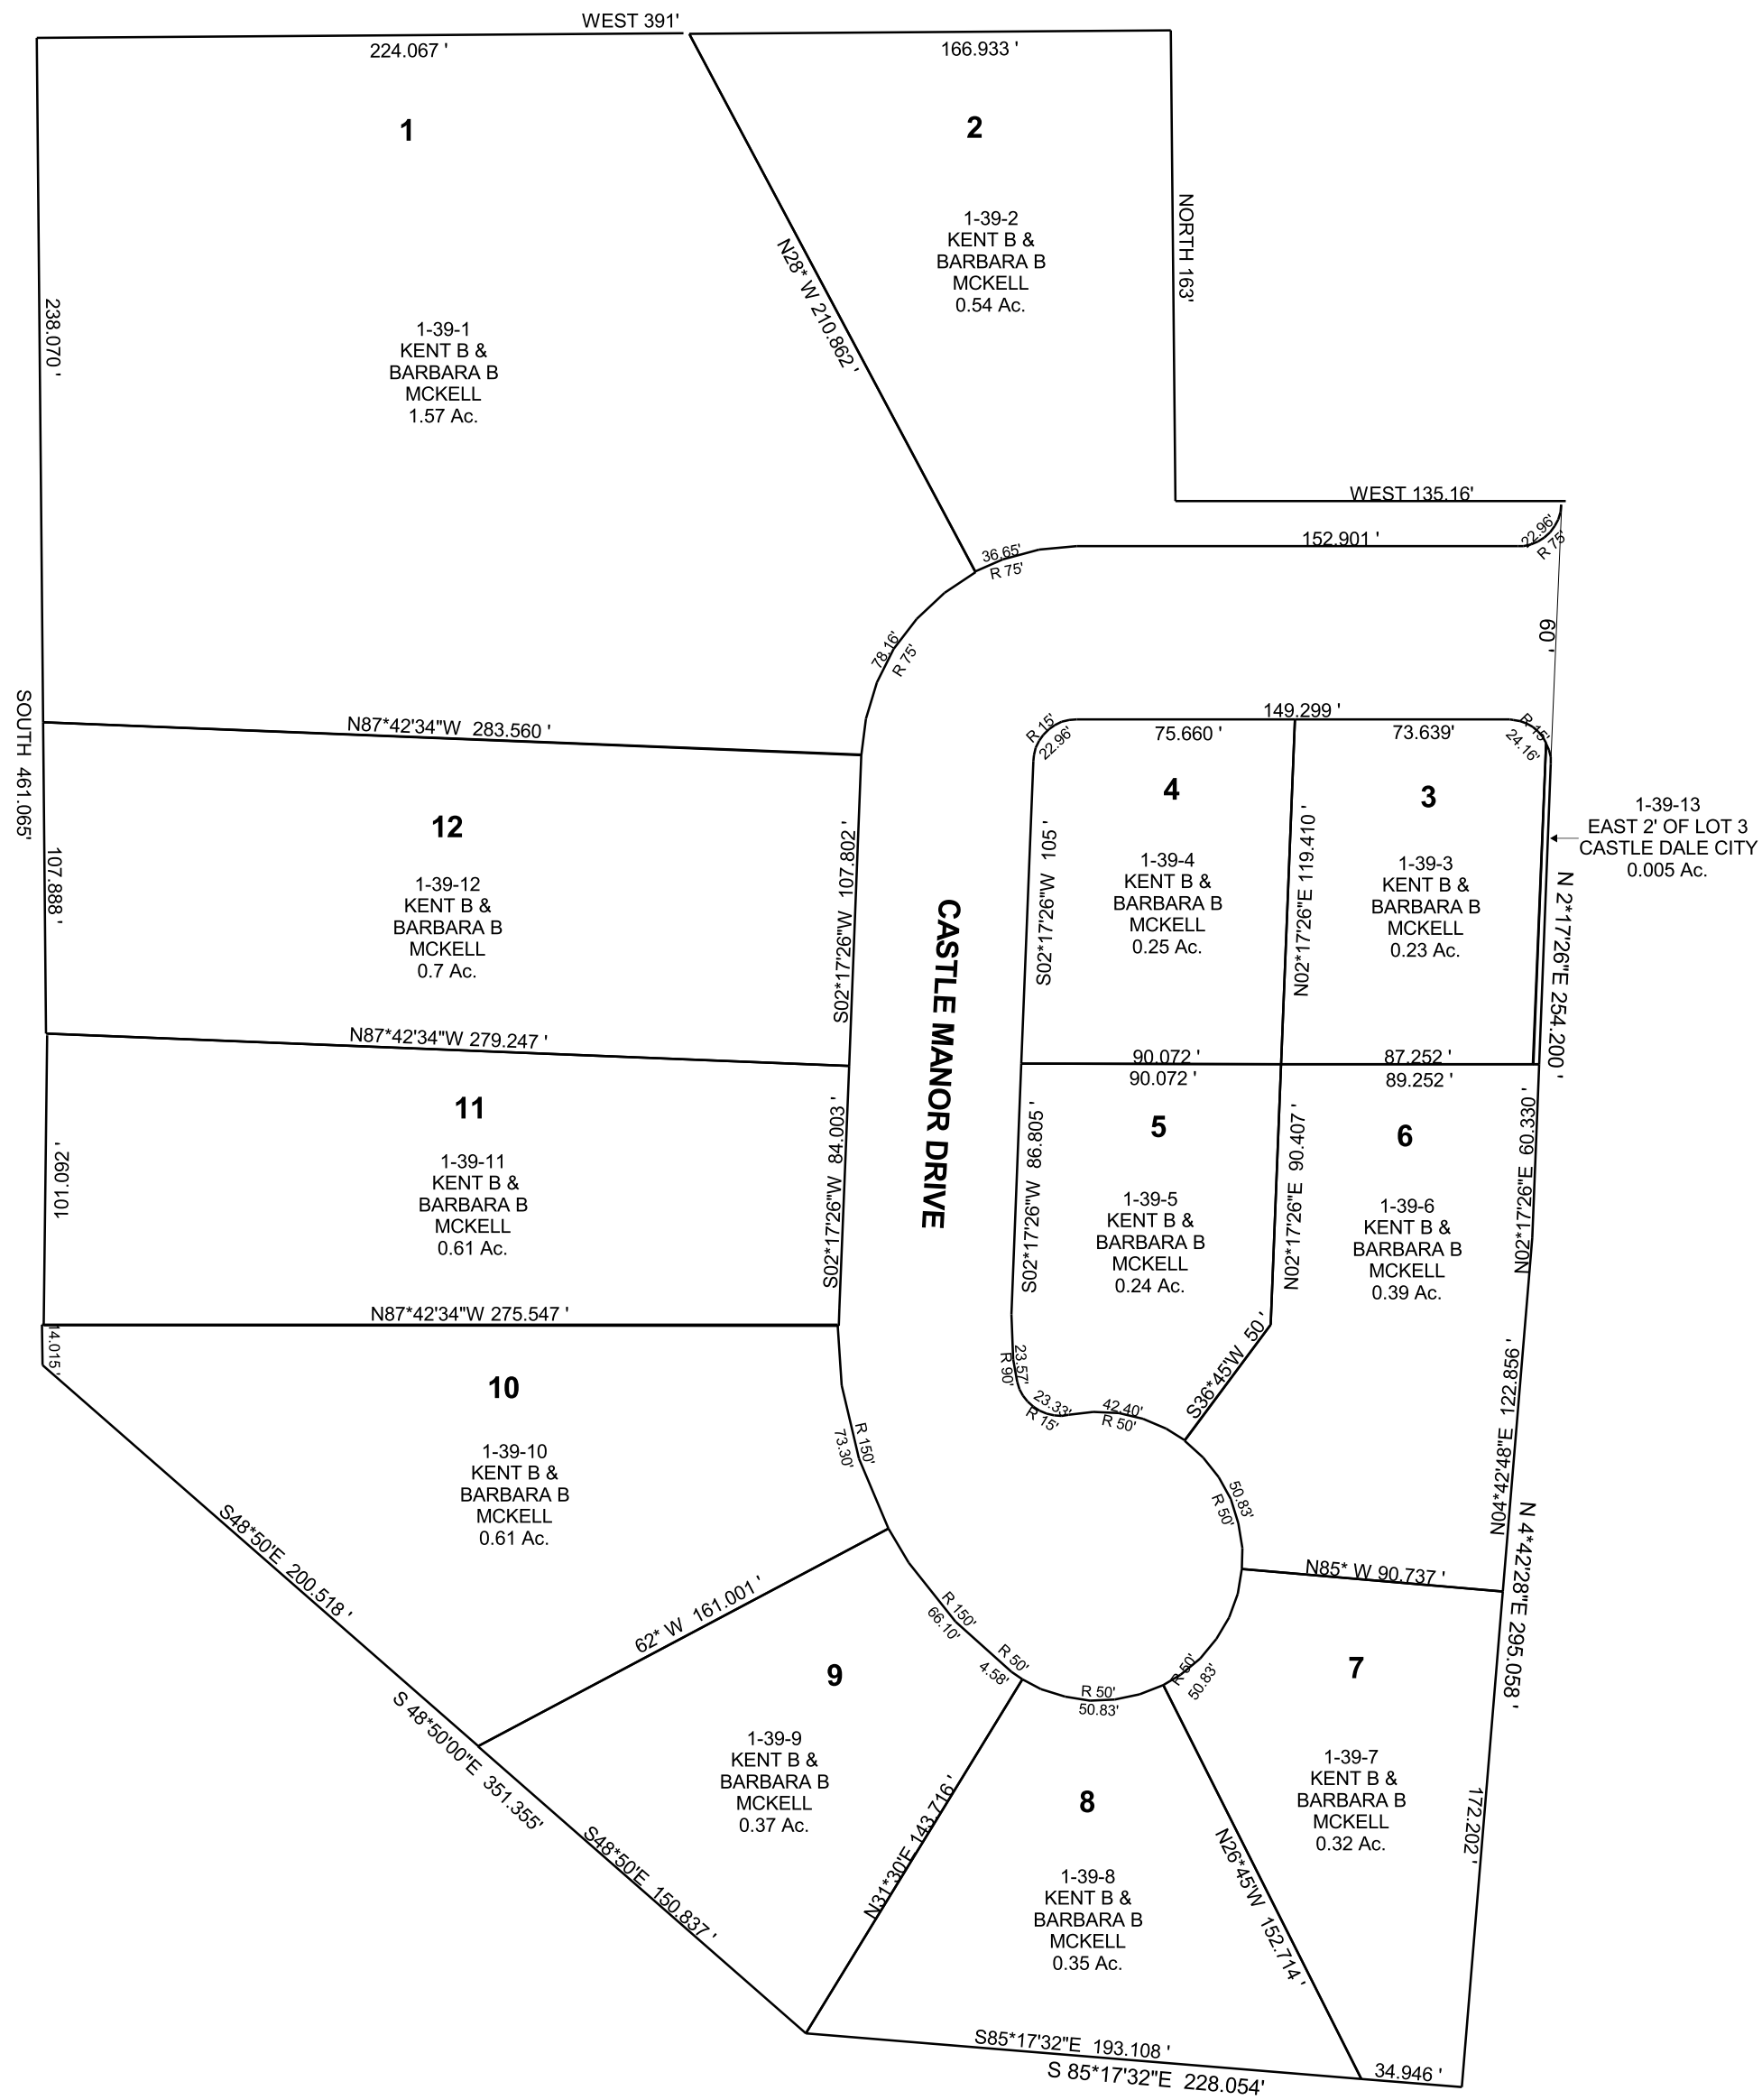 WEST 391'
224.067 '
166.933 '
1
2
1-39-2
KENT B &
BARBARA B
MCKELL
0.54 Ac.
NORTH 163'
N28* W 210.862 '
238.070 '
1-39-1
KENT B &
BARBARA B
MCKELL
1.57 Ac.
WEST 135.16'
152.901 '
22.96'
R 75'
36.65'
R 75'
78.16'
R 75'
60 '
SOUTH  461.065'
N87*42'34"W  283.560 '
149.299 '
R 15'
22.96'
75.660 '
73.639'
R 15'
24.16'
4
3
12
1-39-13
EAST 2' OF LOT 3
CASTLE DALE CITY
0.005 Ac.
107.888 '
1-39-12
KENT B &
BARBARA B
MCKELL
0.7 Ac.
S02*17'26"W  107.802 '
S02*17'26"W  105 '
1-39-4
KENT B &
BARBARA B
MCKELL
0.25 Ac.
N02*17'26"E 119.410 '
1-39-3
KENT B &
BARBARA B
MCKELL
0.23 Ac.
N 2*17'26"E 254.200 '
CASTLE MANOR DRIVE
N87*42'34"W 279.247 '
90.072 '
87.252 '
90.072 '
89.252 '
11
5
6
101.092 '
1-39-11
KENT B &
BARBARA B
MCKELL
0.61 Ac.
S02*17'26"W  84.003 '
S02*17'26"W  86.805 '
1-39-5
KENT B &
BARBARA B
MCKELL
0.24 Ac.
N02*17'26"E  90.407 '
1-39-6
KENT B &
BARBARA B
MCKELL
0.39 Ac.
N02*17'26"E  60.330 '
N87*42'34"W 275.547 '
14.015 '
10
23.57'
R 90'
23.33'
R 15'
42.40'
R 50'
S36*45'W  50 '
N04*42'48"E  122.856 '
1-39-10
KENT B &
BARBARA B
MCKELL
0.61 Ac.
R 150'
73.30'
50.83'
R 50'
S48*50'E  200.518 '
N85* W 90.737 '
N 4*42'28"E 295.058 '
62* W  161.001 '
R 150'
66.10'
R 50'
4.58'
R 50'
50.83'
R 50'
50.83'
9
7
S 48*50'00"E  351.355'
1-39-9
KENT B &
BARBARA B
MCKELL
0.37 Ac.
1-39-7
KENT B &
BARBARA B
MCKELL
0.32 Ac.
172.202 '
8
S48*50'E  150.837 '
N31*30'E 143.716 '
N26*45'W  152.714 '
1-39-8
KENT B &
BARBARA B
MCKELL
0.35 Ac.
S85*17'32"E  193.108 '
34.946 '
S 85*17'32"E  228.054'